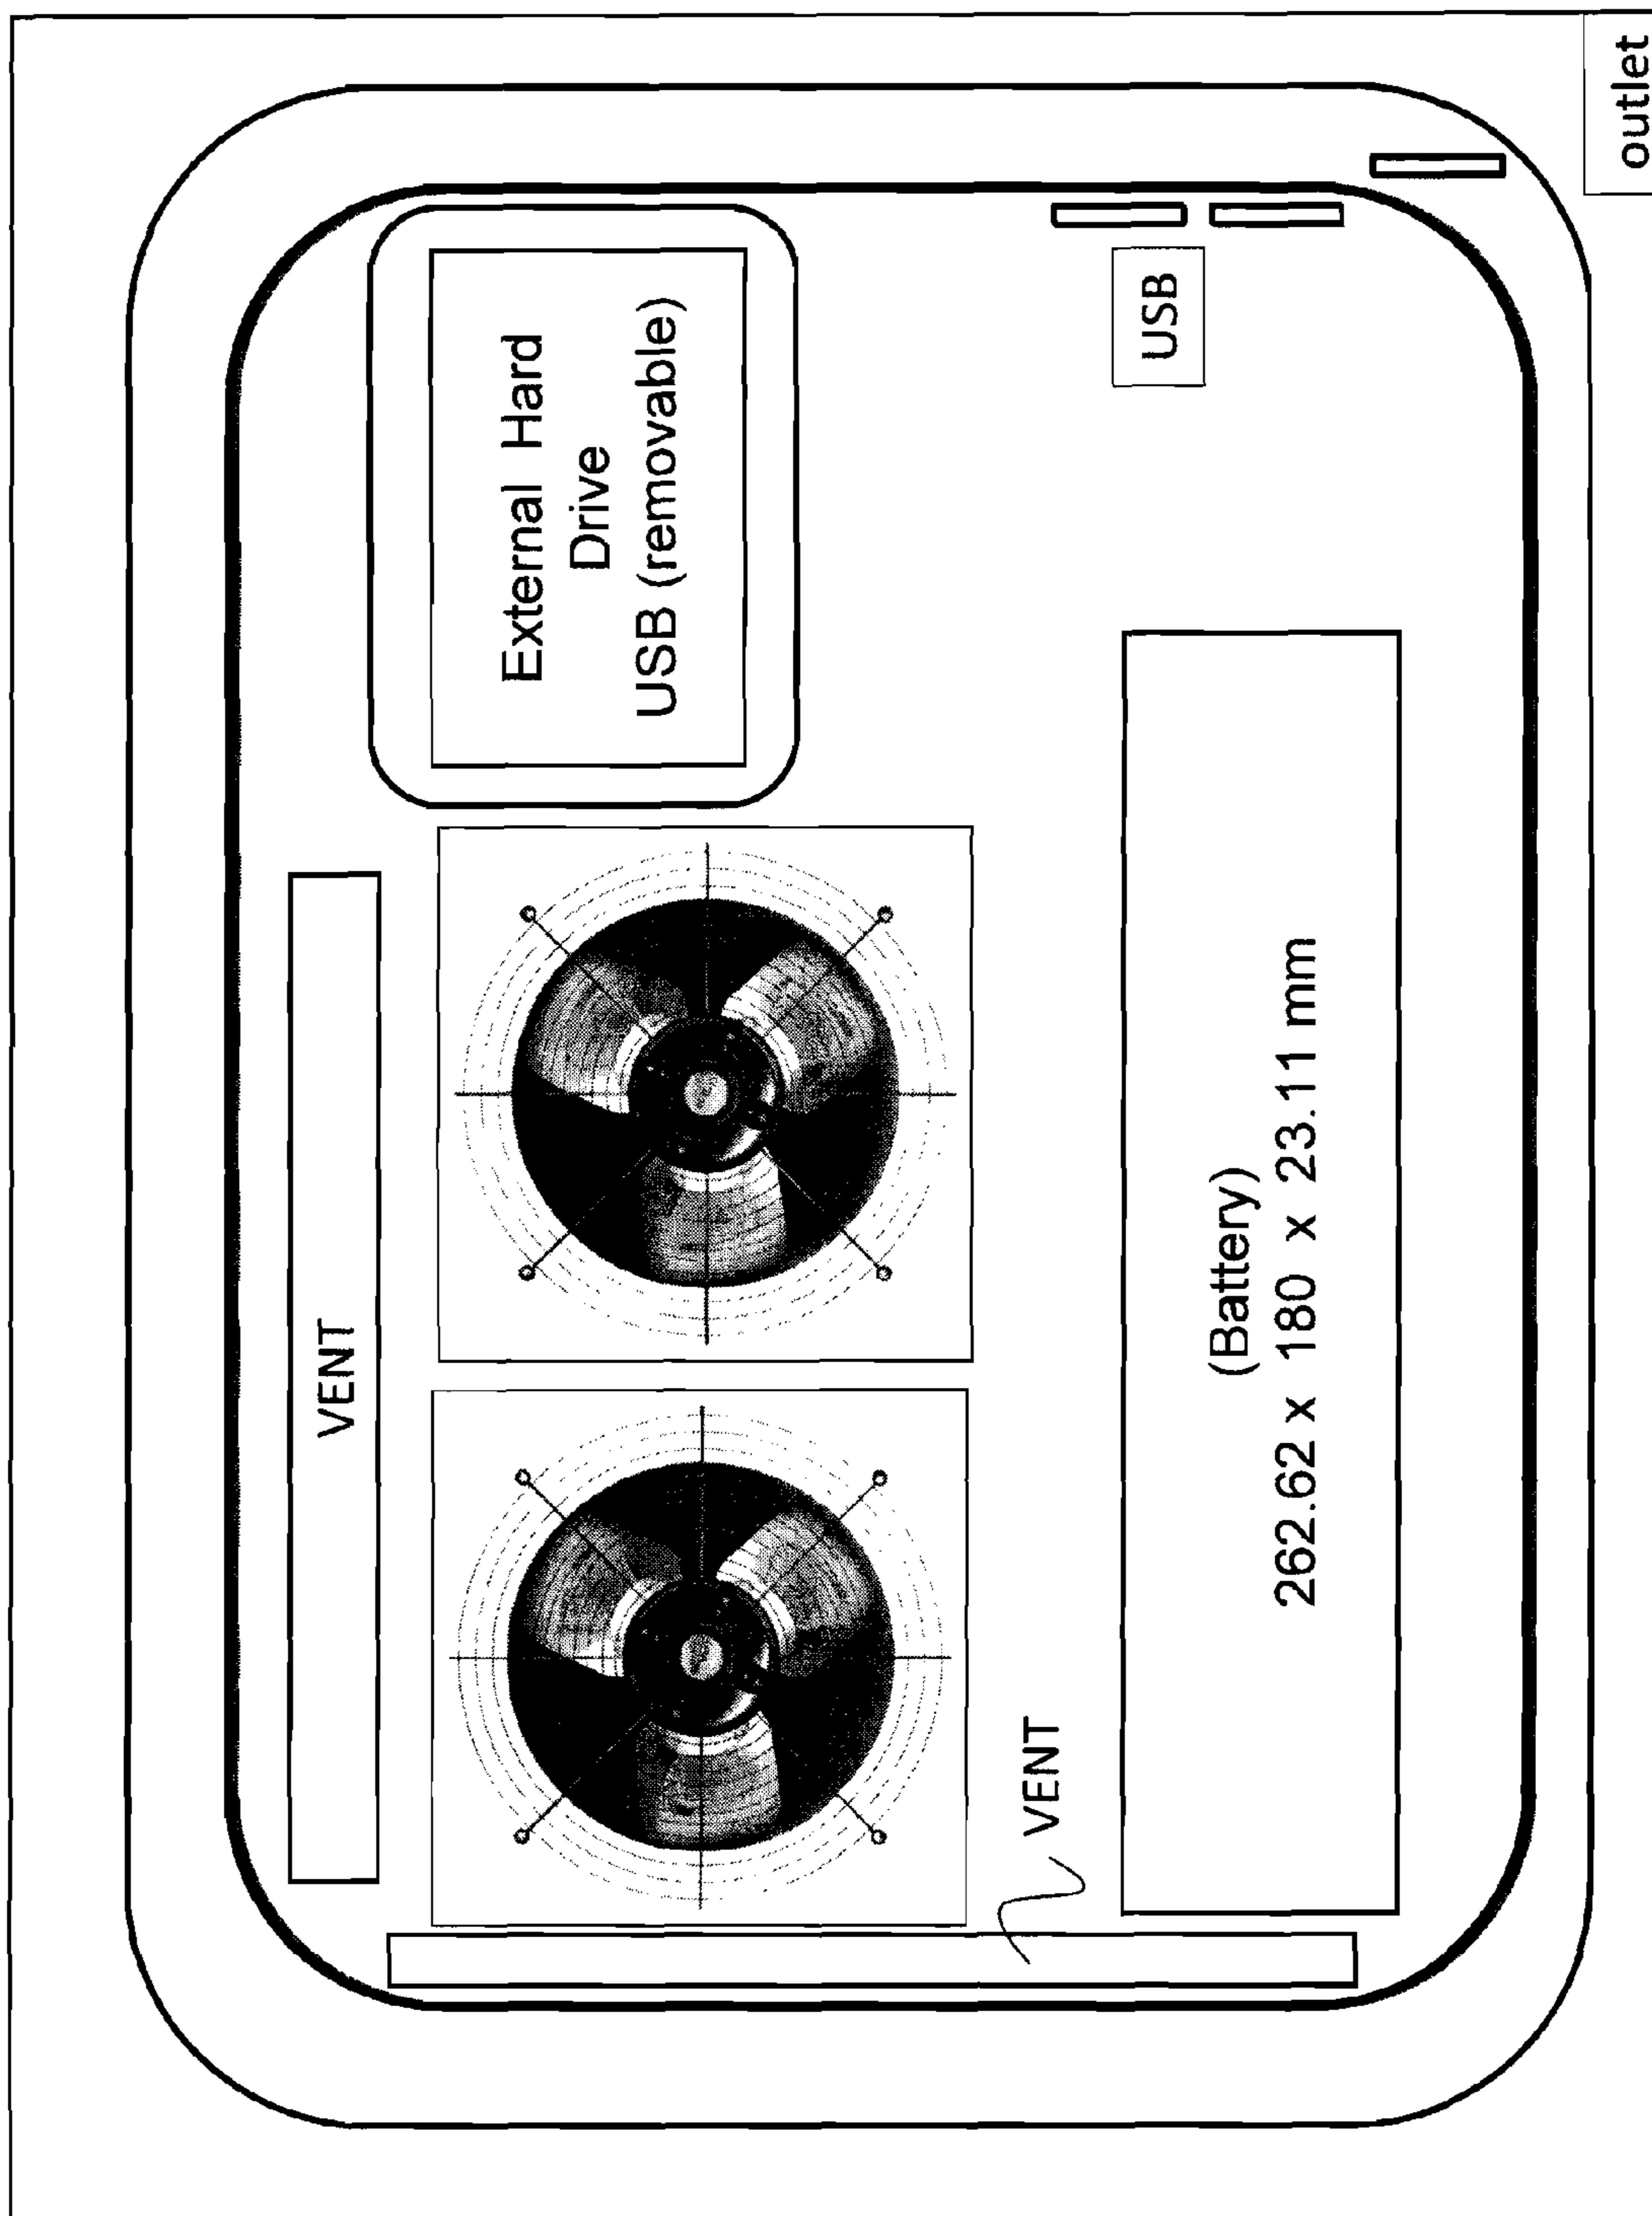 outlet
External Hard
Drive
USB (removable)
USB
VENT
(Battery)
262.62 x 180 x 23.11 mm
VENT